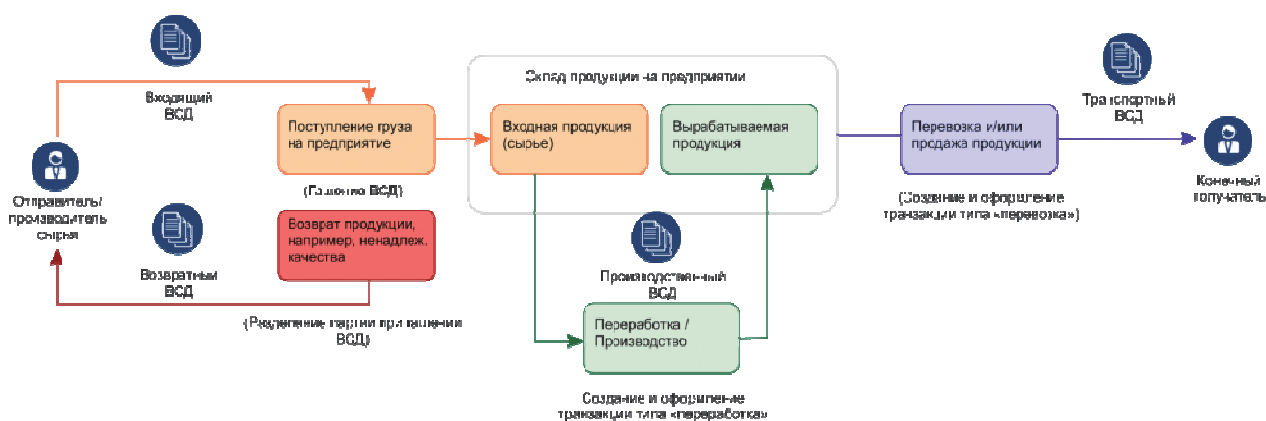 Входящий
ВСД
Отправитель/
производитель
сырья
Возвратный
ВСД
Поступление груза
на предприятие
(Гашение ВСД)
Возврат продукции,
например, ненадлеж.
качества
(Разделение партии при гашении
ВСД)
Склад продукции на предприятии
Входная продукция
(сырье)
Вырабатываемая
продукция
Производственный
ВСД
Переработка /
Производство
Создание и оформление
транзакции типа «переработка»
Перевозка и/или
продажа продукции
(Создание и оформление
транзакции типа «перевозка»)
Транспортный
ВСД
Конечный
получатель